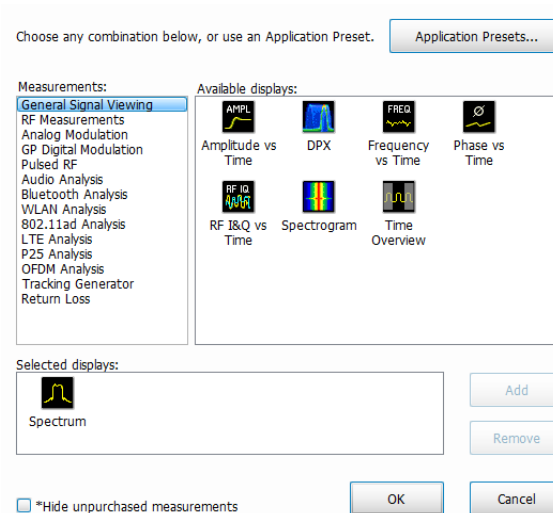 Choose any combination below, or use an Application Preset.
Application Presets...
Measurements:
General Signal Viewing
RF Measurements
Analog Modulation
GP Digital Modulation
Pulsed RF
Audio Analysis
Bluetooth Analysis
WLAN Analysis
802.11ad Analysis
LTE Analysis
P25 Analysis
OFDM Analysis
Tracking Generator
Return Loss
Available displays:
AMPL
FREQ
Ø
Amplitude vs Time
DPX
Frequency vs Time
Phase vs Time
RF IQ
RF I&Q vs Time
Spectrogram
Time Overview
Selected displays:
Spectrum
Add
Remove
*Hide unpurchased measurements
OK
Cancel